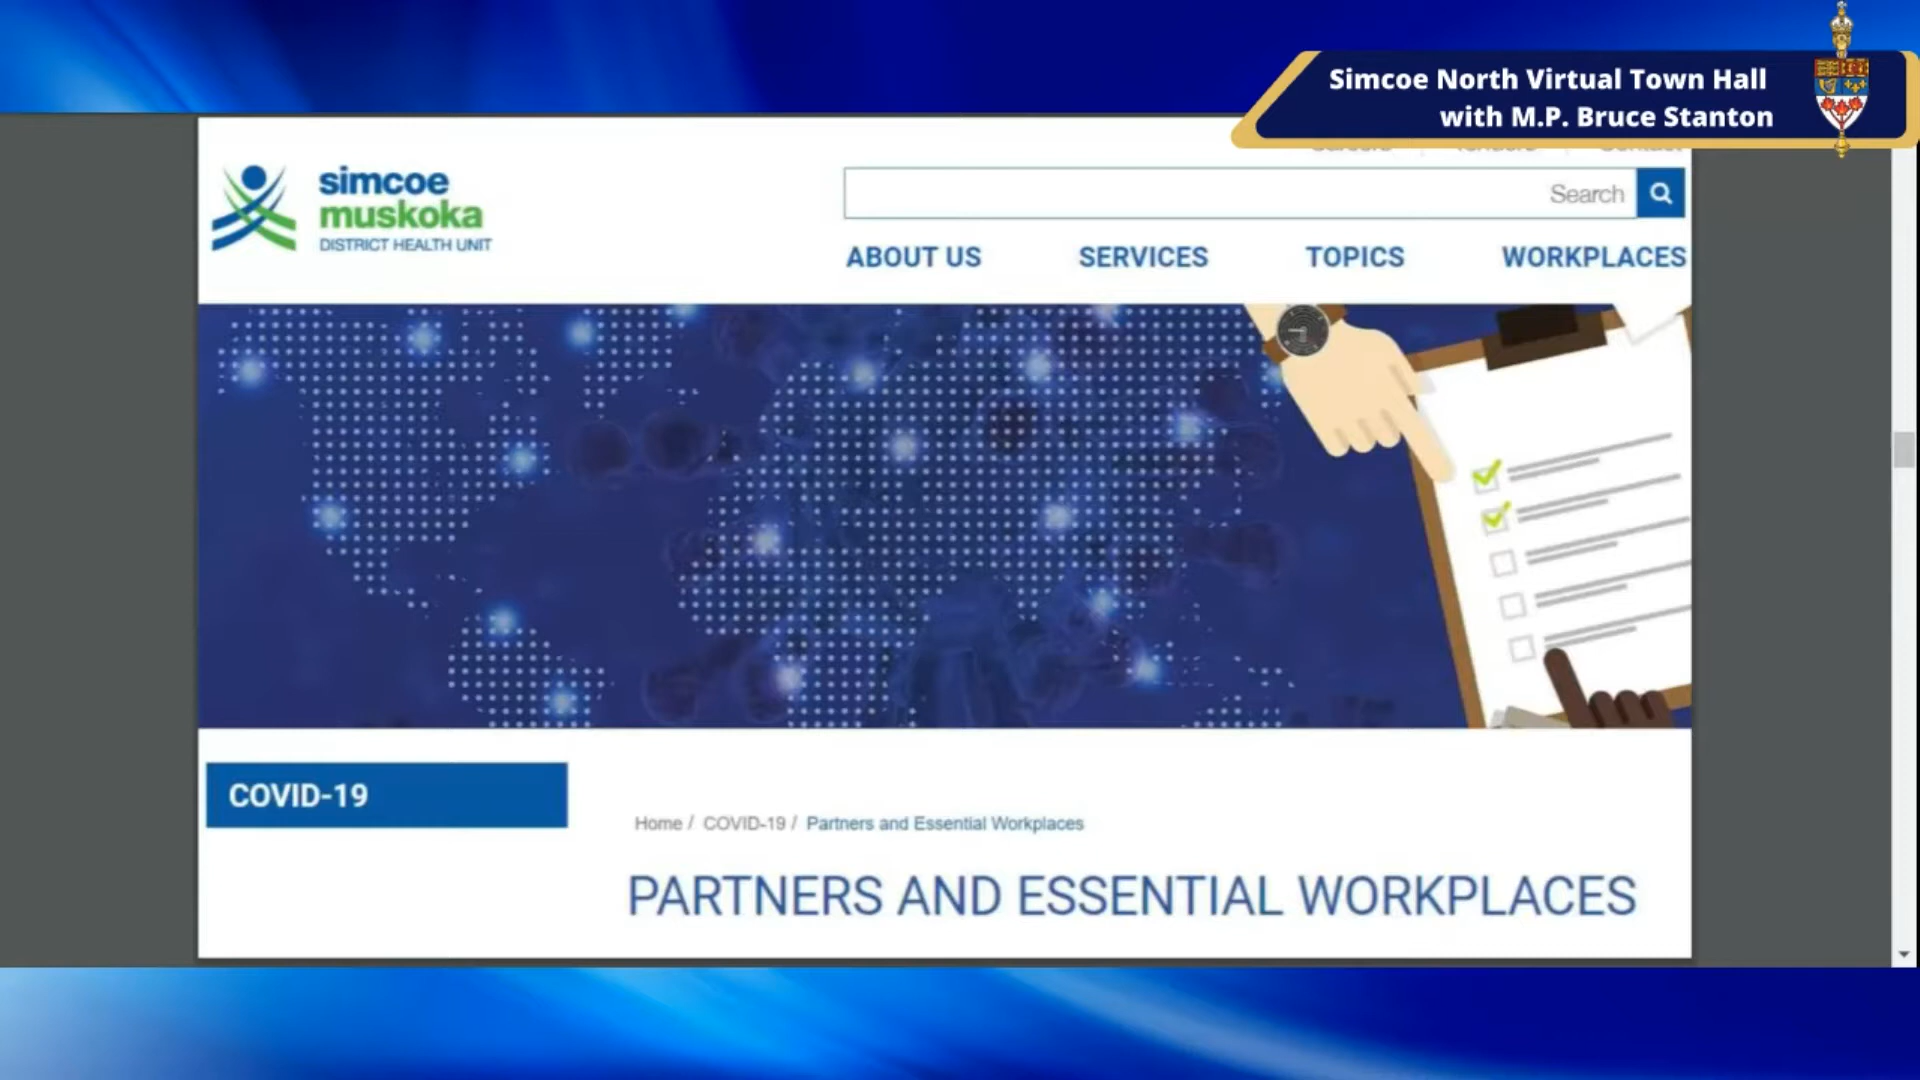 Simcoe North Virtual Town Hall
with M.P. Bruce Stanton
simcoe
muskoka
DISTRICT HEALTH UNIT
Search
ABOUT US SERVICES TOPICS WORKPLACES
COVID-19
Home / COVID-19 / Partners and Essential Workplaces
PARTNERS AND ESSENTIAL WORKPLACES